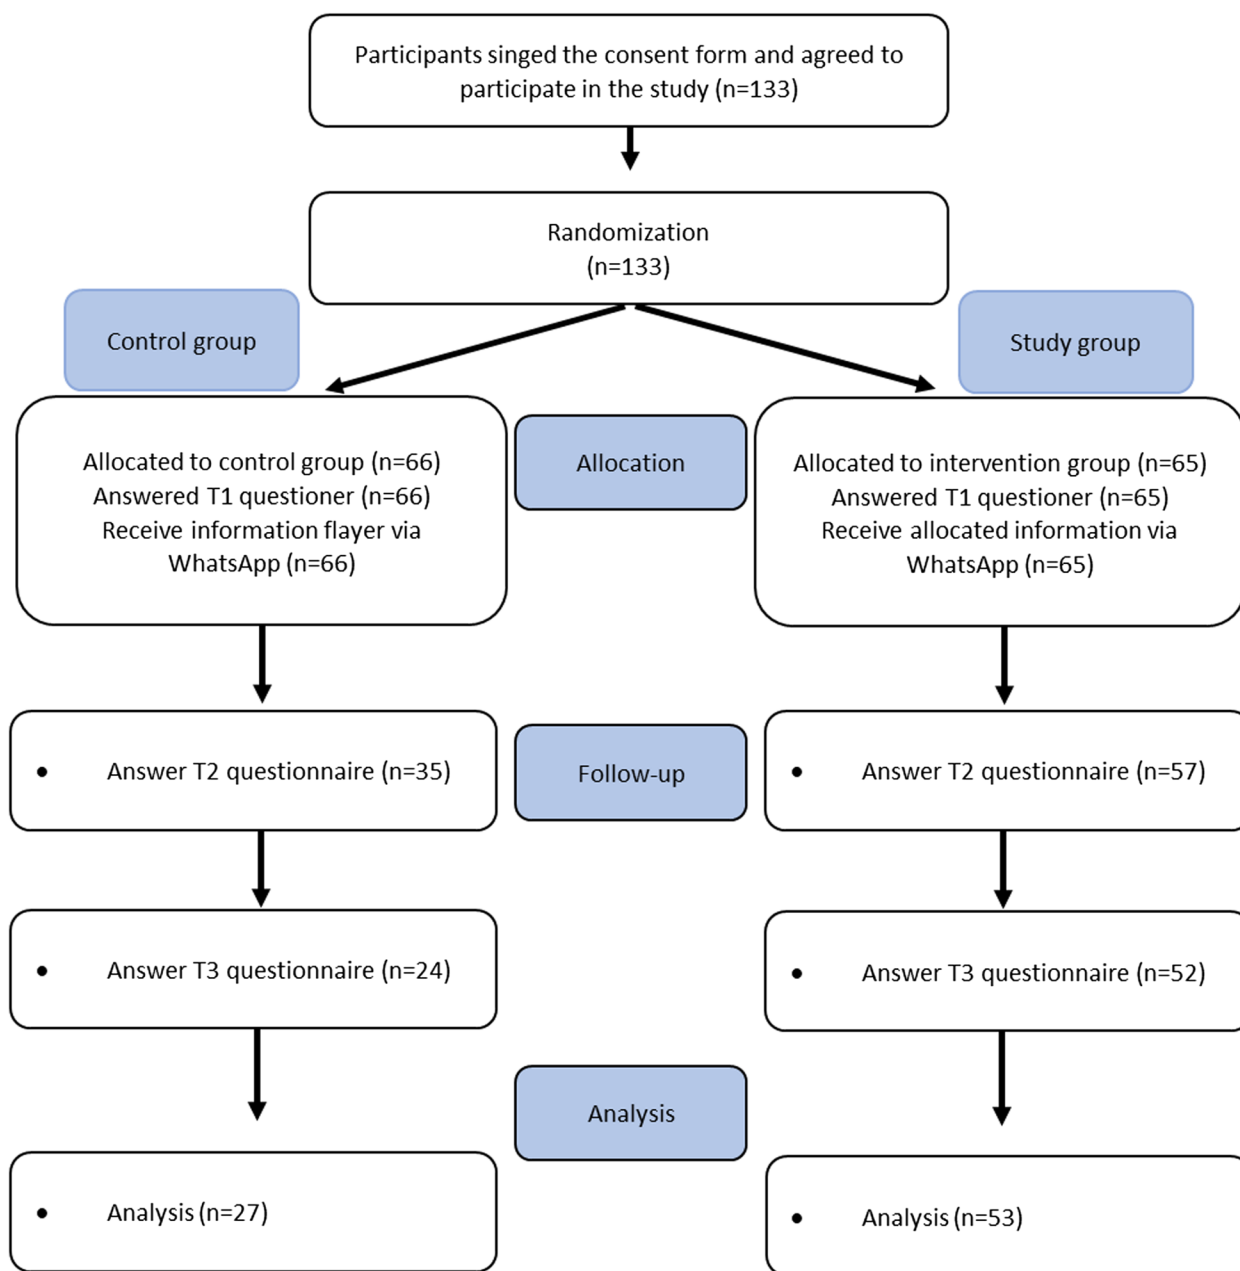 Participants singed the consent form and agreed to
participate in the study (n=133)
Randomization
(n=133)
Control group
Study group
Allocated to control group (n=66)
Answered T1 questioner (n=66)
Receive information flayer via
WhatsApp (n=66)
Allocation
Allocated to intervention group (n=65)
Answered T1 questioner (n=65)
Receive allocated information via
WhatsApp (n=65)
• Answer T2 questionnaire (n=35)
Follow-up
• Answer T2 questionnaire (n=57)
• Answer T3 questionnaire (n=24)
• Answer T3 questionnaire (n=52)
Analysis
• Analysis (n=27)
• Analysis (n=53)